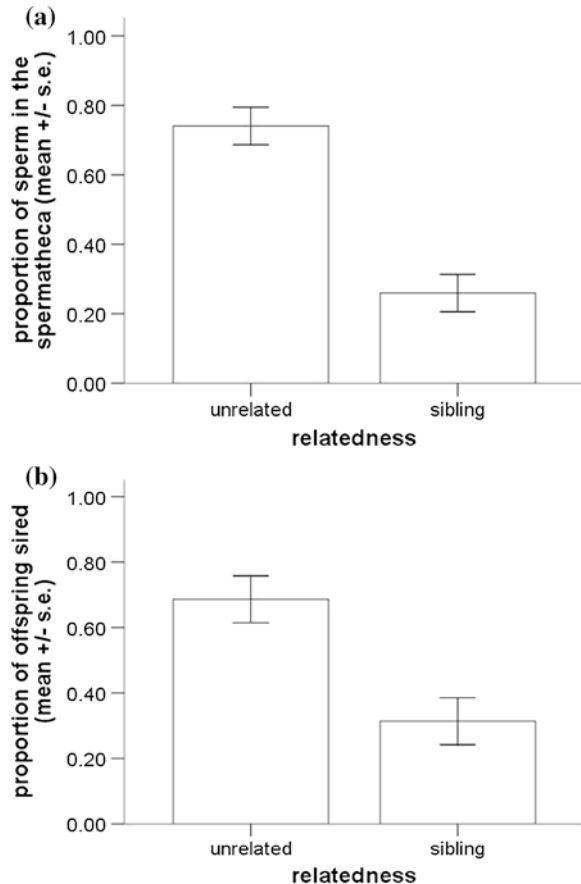 (a)
proportion of sperm in the
spermatheca (mean +/- s.e.)
1.00
0.80
0.60
0.40
0.20
0.00
unrelated sibling
relatedness
(b)
proportion of offspring sired
(mean +/- s.e.)
1.00
0.80
0.60
0.40
0.20
0.00
unrelated sibling
relatedness